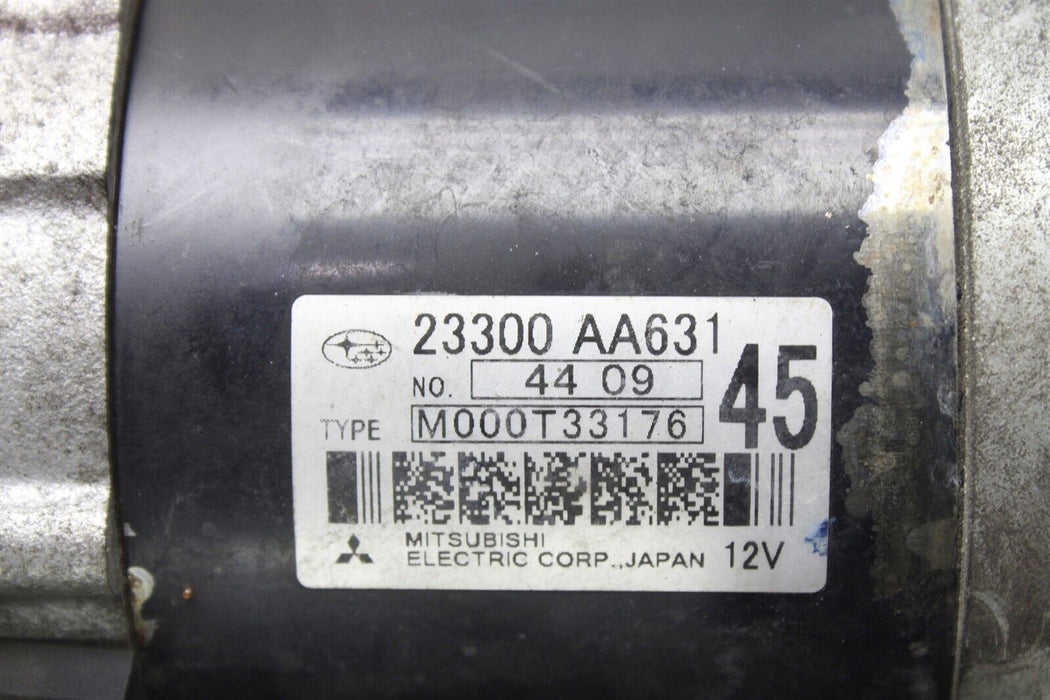 23300 AA631
NO. 44 09
45
TYPE M000T33176
MITSUBISHI
ELECTRIC CORP.,JAPAN 12V